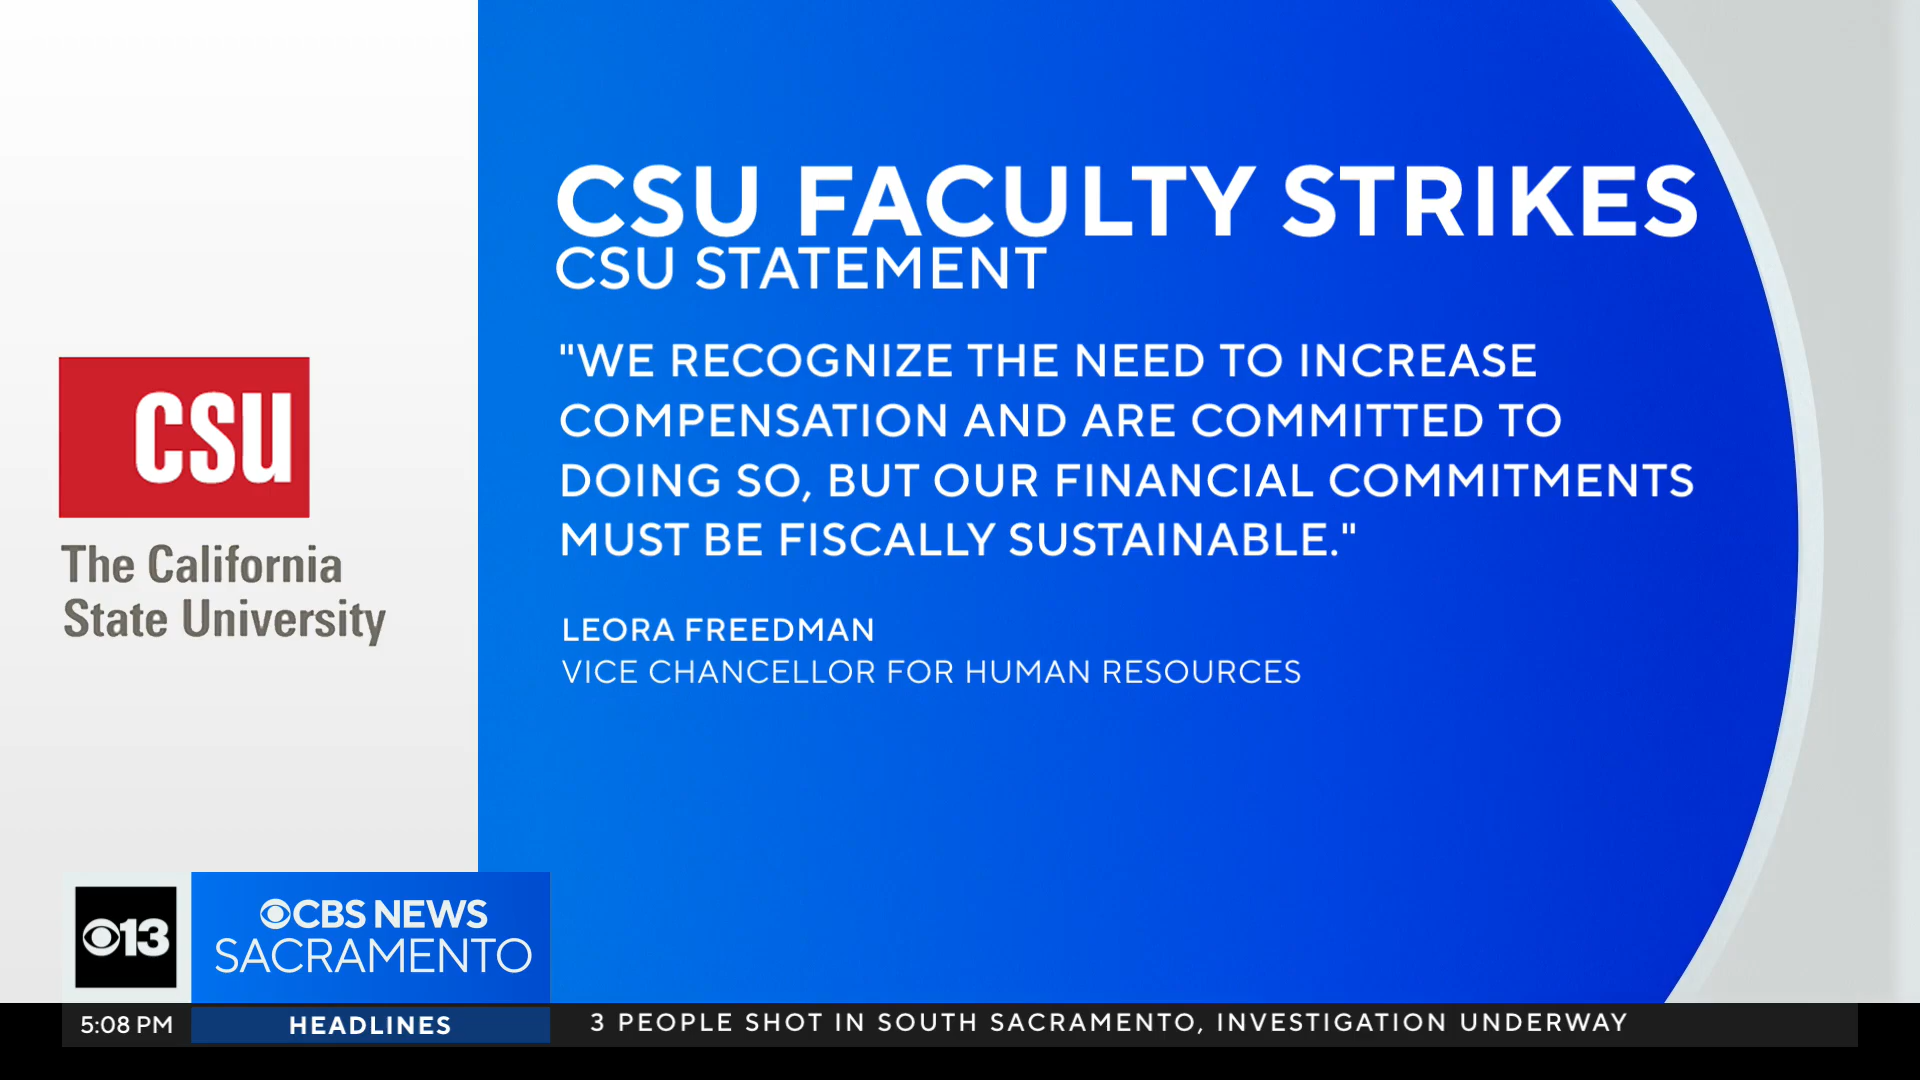 CSU FACULTY STRIKES
CSU STATEMENT
"WE RECOGNIZE THE NEED TO INCREASE
COMPENSATION AND ARE COMMITTED TO
DOING SO, BUT OUR FINANCIAL COMMITMENTS
MUST BE FISCALLY SUSTAINABLE."
LEORA FREEDMAN
VICE CHANCELLOR FOR HUMAN RESOURCES
CSU
The California
State University
13
CBS NEWS
SACRAMENTO
5:08 PM
HEADLINES
3 PEOPLE SHOT IN SOUTH SACRAMENTO, INVESTIGATION UNDERWAY